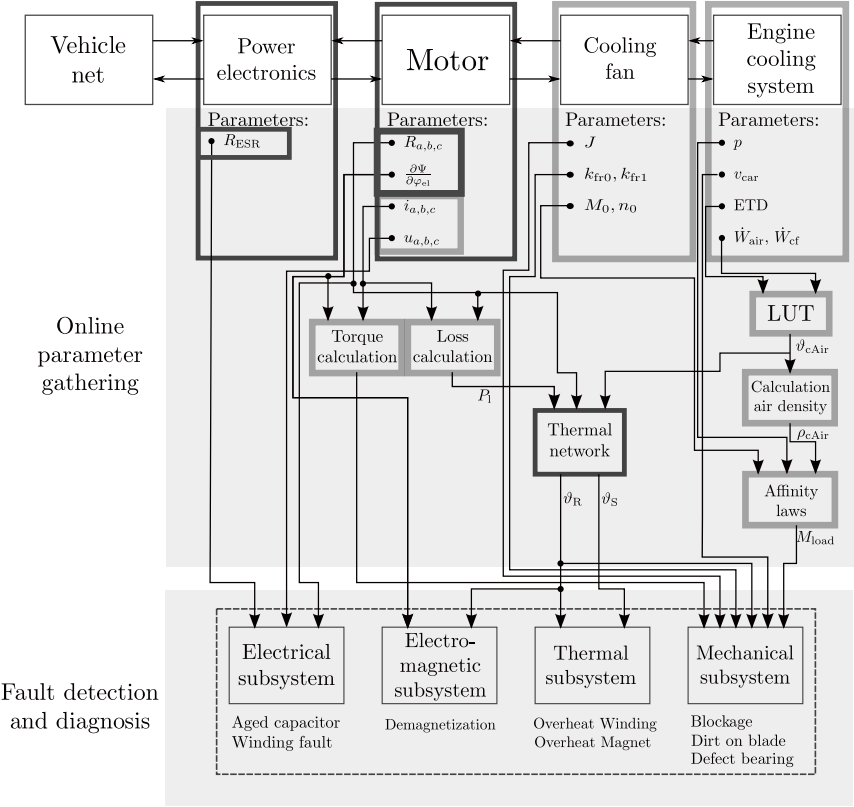 Vehicle
net
Power
electronics
Motor
Cooling
fan
Engine
cooling
system
Parameters:
R_ESR
Parameters:
R_{a,b,c}
∂Ψ/∂φ_el
i_{a,b,c}
u_{a,b,c}
Parameters:
J
k_fr0, k_fr1
M_0, n_0
Parameters:
p
v_car
ETD
Ẇ_air, Ẇ_cf
Online
parameter
gathering
Torque
calculation
Loss
calculation
P_l
LUT
ϑ_cAir
Calculation
air density
ρ_cAir
Thermal
network
ϑ_R
ϑ_S
Affinity
laws
M_load
Fault detection
and diagnosis
Electrical
subsystem
Aged capacitor
Winding fault
Electro-
magnetic
subsystem
Demagnetization
Thermal
subsystem
Overheat Winding
Overheat Magnet
Mechanical
subsystem
Blockage
Dirt on blade
Defect bearing